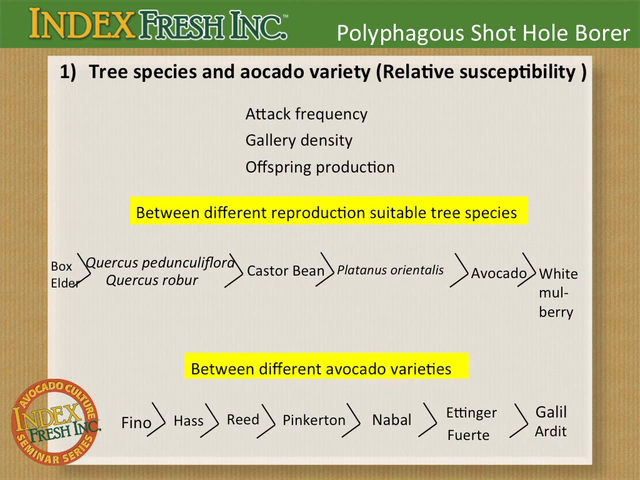 INDEX FRESH INC.™
Polyphagous Shot Hole Borer
1) Tree species and aocado variety (Relative susceptibility )
Attack frequency
Gallery density
Offspring production
Between different reproduction suitable tree species
Box
Elder
Quercus pedunculiflora
Quercus robur
Castor Bean
Platanus orientalis
Avocado
White
mul-
berry
Between different avocado varieties
Fino
Hass
Reed
Pinkerton
Nabal
Ettinger
Fuerte
Galil
Ardit
AVOCADO CULTURE
INDEX
FRESH INC.
SEMINAR SERIES